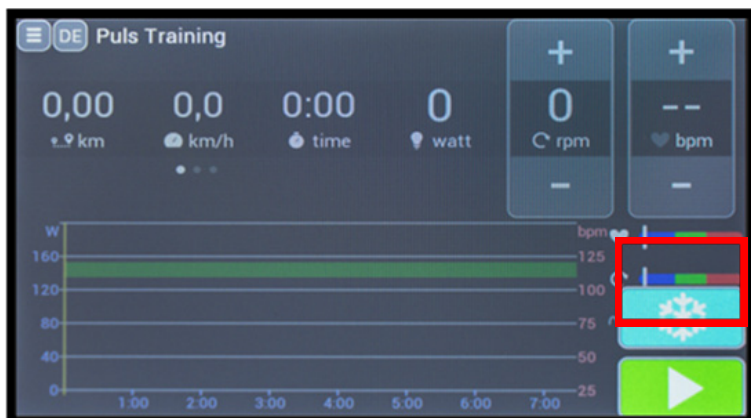 DE Puls Training
+ +
0,00 0,0 0:00 0 0 --
km km/h time watt rpm bpm
- -
W bpm
160 125
120 100
80 75
40 50
0 25
1:00 2:00 3:00 4:00 5:00 6:00 7:00